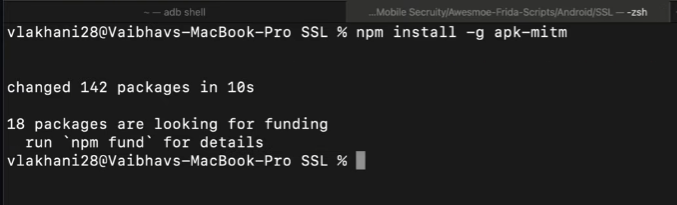 ~ — adb shell
...Mobile Secruity/Awesmoe-Frida-Scripts/Android/SSL — -zsh
vlakhani28@Vaibhavs-MacBook-Pro SSL % npm install -g apk-mitm
changed 142 packages in 10s
18 packages are looking for funding
run `npm fund` for details
vlakhani28@Vaibhavs-MacBook-Pro SSL %